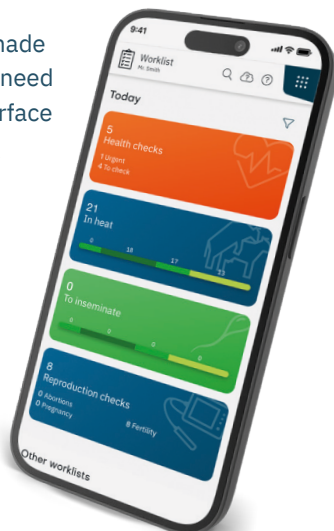 made
need
rface
9:41
Worklist
Mr. Smith
Today
5
Health checks
1 Urgent
4 To check
21
In heat
0 18 17 13
0
To inseminate
0 0 0 0
8
Reproduction checks
0 Abortions
0 Pregnancy
8 Fertility
Other worklists